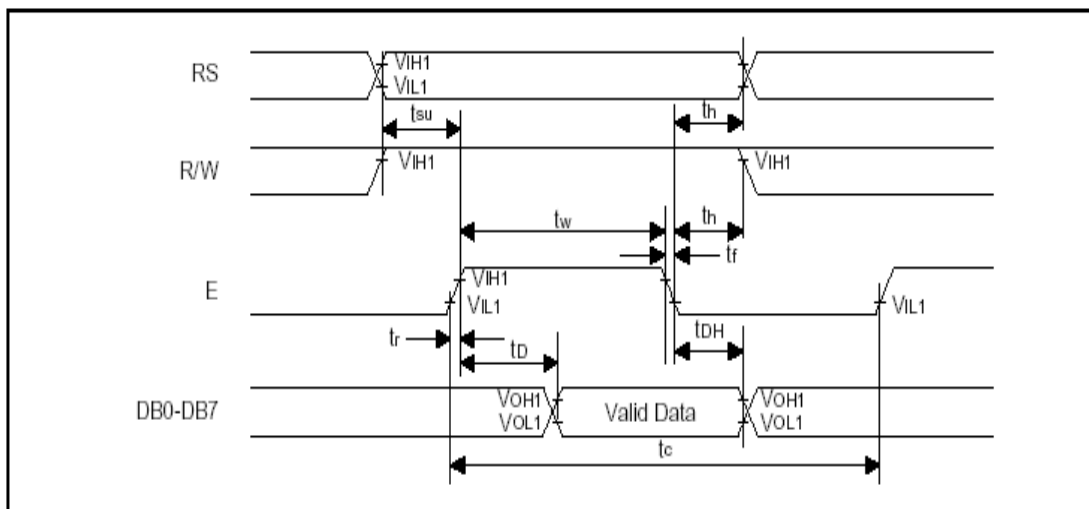 RS
VIH1
VIL1
tsu
th
R/W
VIH1
VIH1
tw
th
tf
E
VIH1
VIL1
VIL1
tr
tD
tDH
DB0-DB7
VOH1
VOL1
Valid Data
VOH1
VOL1
tc